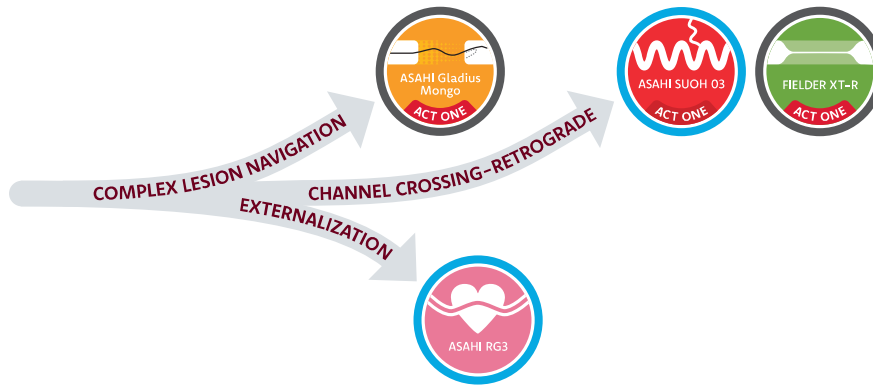 ASAHI Gladius
Mongo
ACT ONE
ASAHI SUOH 03
ACT ONE
FIELDER XT-R
ACT ONE
COMPLEX LESION NAVIGATION
CHANNEL CROSSING-RETROGRADE
EXTERNALIZATION
ASAHI RG3